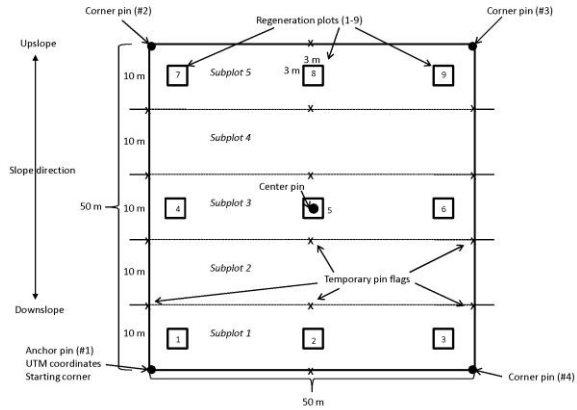 Corner pin (#2)
Corner pin (#3)
Regeneration plots (1-9)
Upslope
3 m
10 m
7
Subplot 5
3 m
8
9
10 m
Subplot 4
Slope direction
Center pin
50 m
10 m
4
Subplot 3
5
6
10 m
Subplot 2
Temporary pin flags
Downslope
10 m
1
Subplot 1
2
3
Anchor pin (#1)
UTM coordinates
Starting corner
Corner pin (#4)
50 m